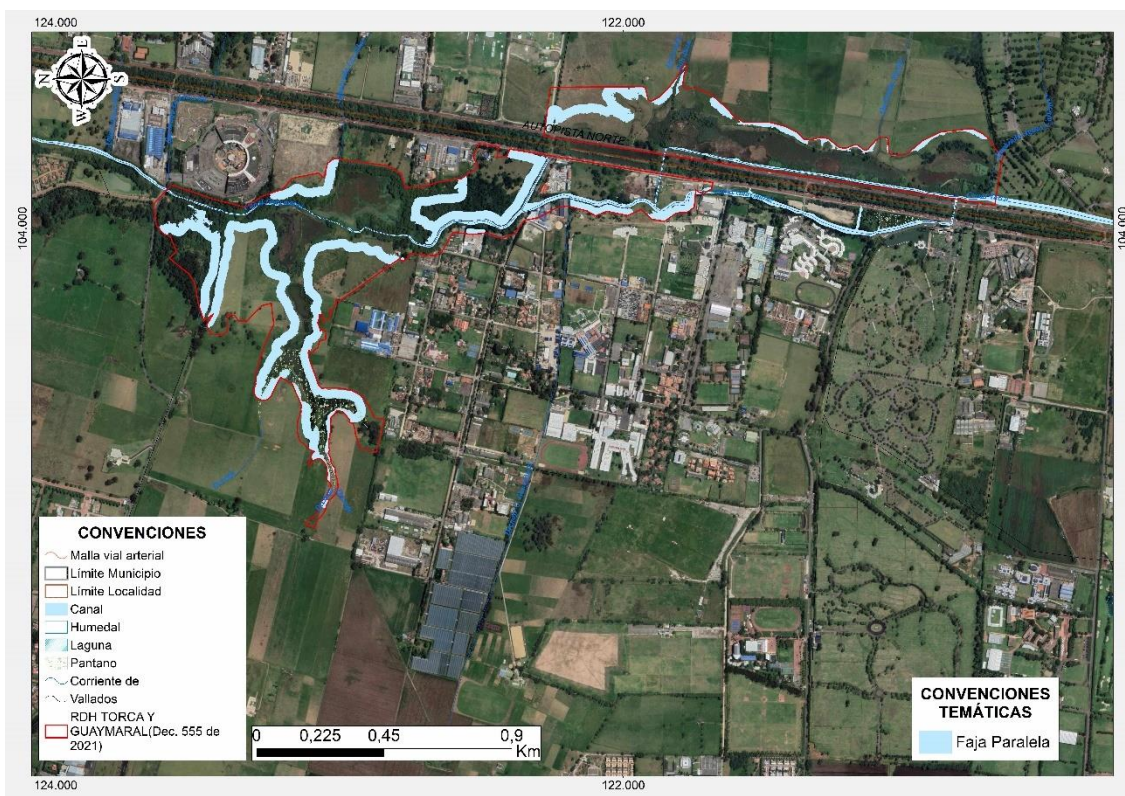 124.000
122.000
E
N
S
W
AUTOPISTA NORTE
104.000
104.000
CONVENCIONES
Malla vial arterial
Límite Municipio
Límite Localidad
Canal
Humedal
Laguna
Pantano
Corriente de
Vallados
RDH TORCA Y
GUAYMARAL(Dec. 555 de
2021)
0 0,225 0,45 0,9
Km
CONVENCIONES
TEMÁTICAS
Faja Paralela
124.000
122.000